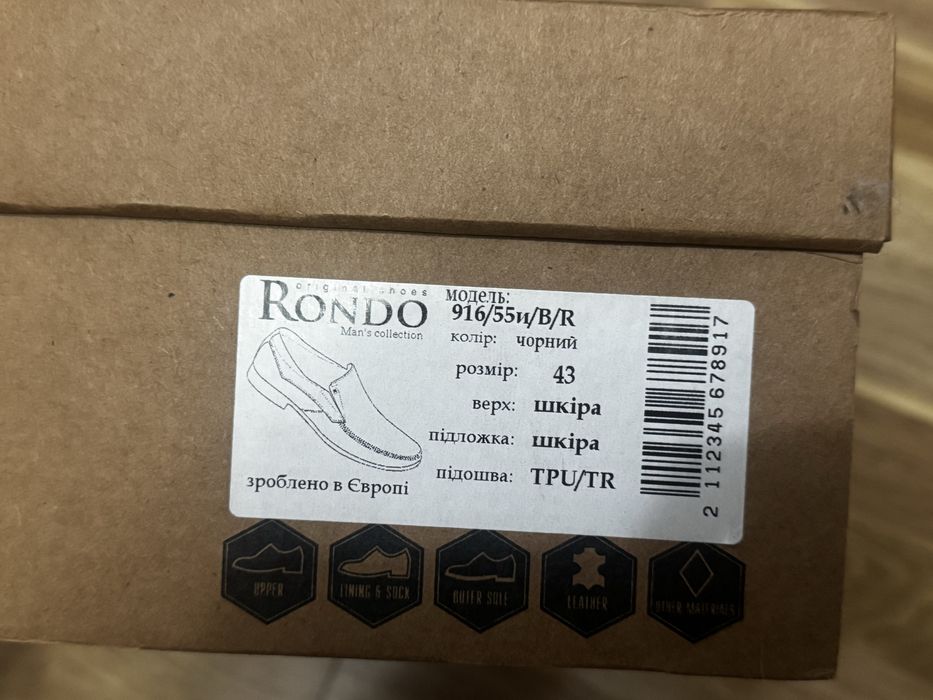 original shoes
RONDO
Man's collection
модель:
916/55и/B/R
колір: чорний
розмір: 43
верх: шкіра
підложка: шкіра
підошва: TPU/TR
зроблено в Європі
2 112345 678917
UPPER
LINING & SOCK
OUTER SOLE
LEATHER
OTHER MATERIALS